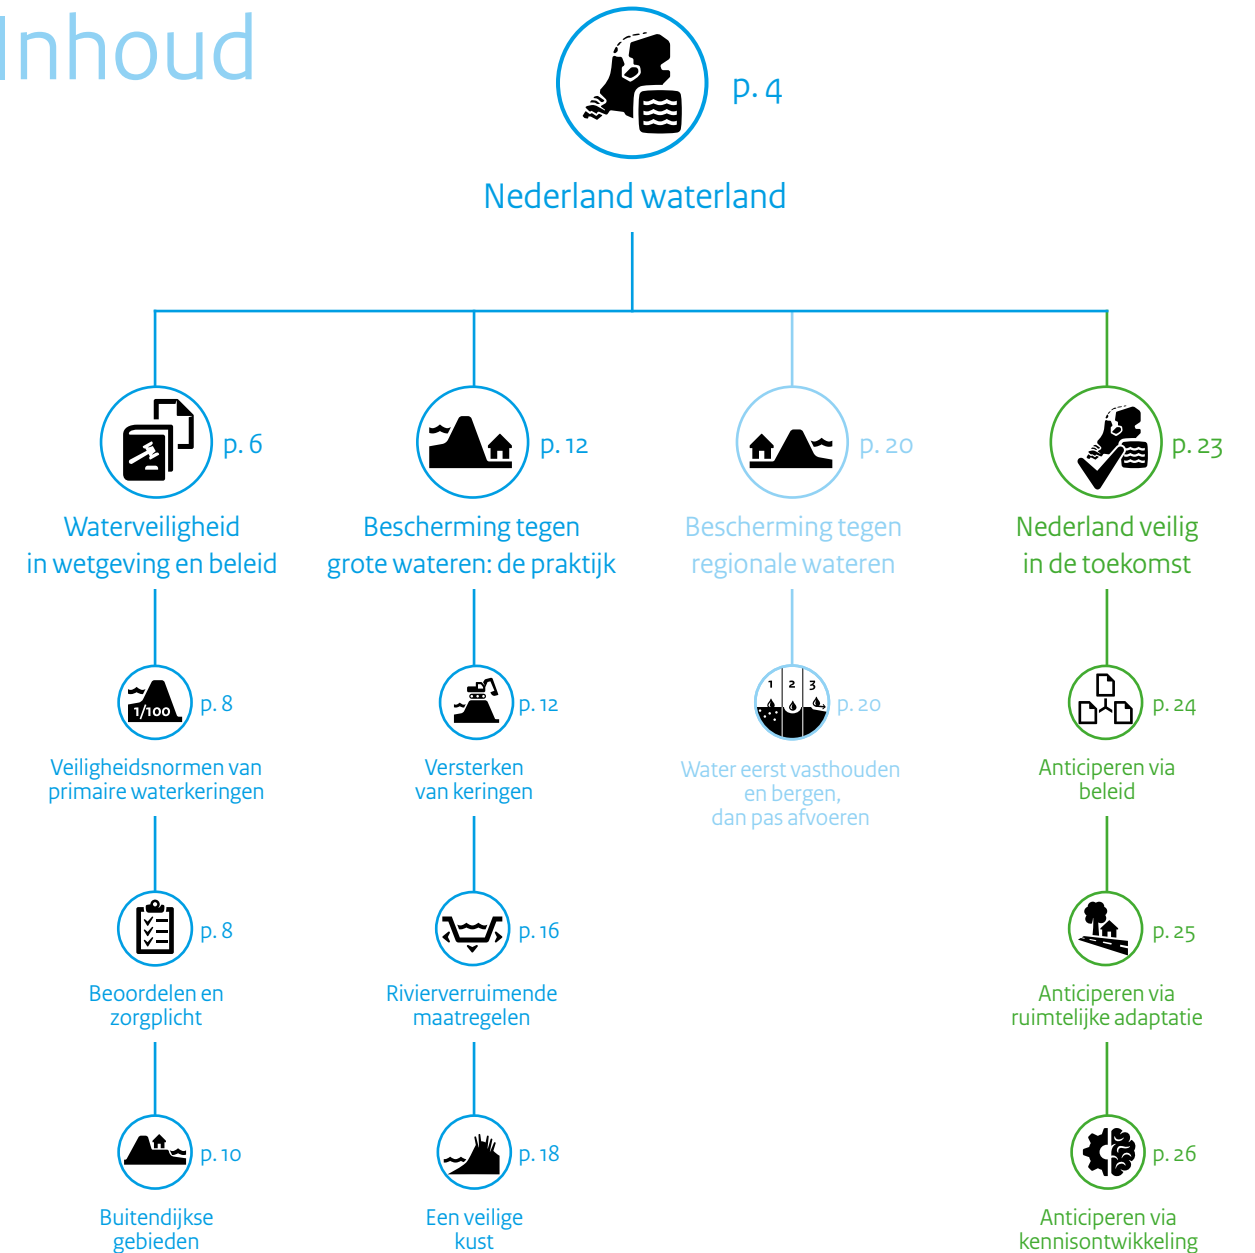 Inhoud
p. 4
Nederland waterland
p. 6
Waterveiligheid
in wetgeving en beleid
p. 8
1/100
Veiligheidsnormen van
primaire waterkeringen
p. 8
Beoordelen en
zorgplicht
p. 10
Buitendijkse
gebieden
p. 12
Bescherming tegen
grote wateren: de praktijk
p. 12
Versterken
van keringen
p. 16
Rivierverruimende
maatregelen
p. 18
Een veilige
kust
p. 20
Bescherming tegen
regionale wateren
1 2 3
p. 20
Water eerst vasthouden
en bergen,
dan pas afvoeren
p. 23
Nederland veilig
in de toekomst
p. 24
Anticiperen via
beleid
p. 25
Anticiperen via
ruimtelijke adaptatie
p. 26
Anticiperen via
kennisontwikkeling